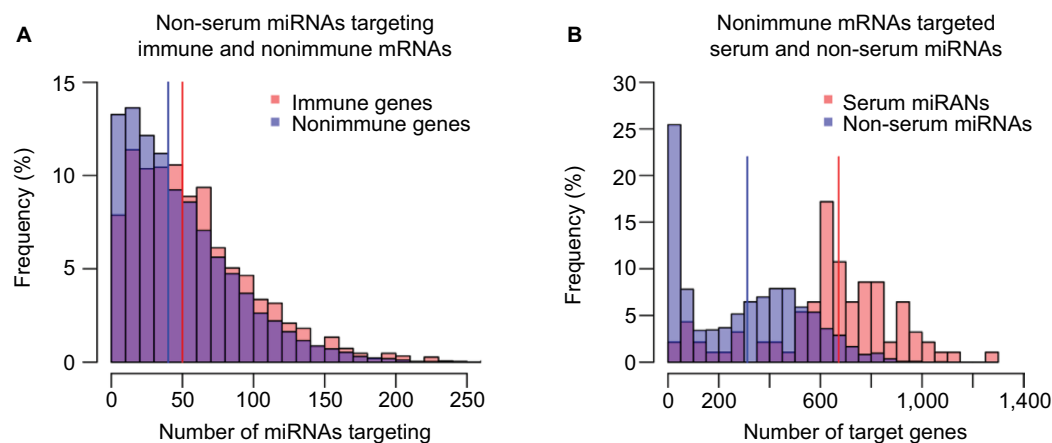 A
Non-serum miRNAs targeting
immune and nonimmune mRNAs
15
10
5
0
Frequency (%)
Immune genes
Nonimmune genes
0 50 100 150 200 250
Number of miRNAs targeting
B
Nonimmune mRNAs targeted
serum and non-serum miRNAs
30
25
20
15
10
5
0
Frequency (%)
Serum miRANs
Non-serum miRNAs
0 200 600 1,000 1,400
Number of target genes